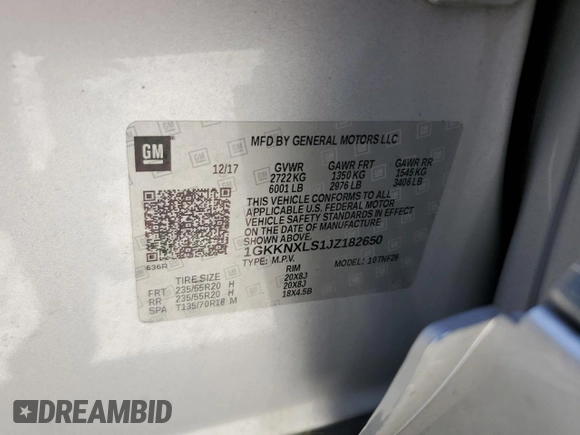 GM
MFD BY GENERAL MOTORS LLC
12/17 GVWR GAWR FRT GAWR RR
2722 KG 1350 KG 1545 KG
6001 LB 2976 LB 3406 LB
THIS VEHICLE CONFORMS TO ALL
APPLICABLE U.S. FEDERAL MOTOR
VEHICLE SAFETY STANDARDS IN EFFECT
ON THE DATE OF MANUFACTURE
SHOWN ABOVE.
1GKKNXLS1JZ182650
TYPE: M.P.V. MODEL: 10TNF26
636R
TIRE SIZE RIM
FRT 235/55R20 H 20X8J
RR 235/55R20 H 20X8J
SPA T135/70R18 M 18X4.5B
DREAMBID